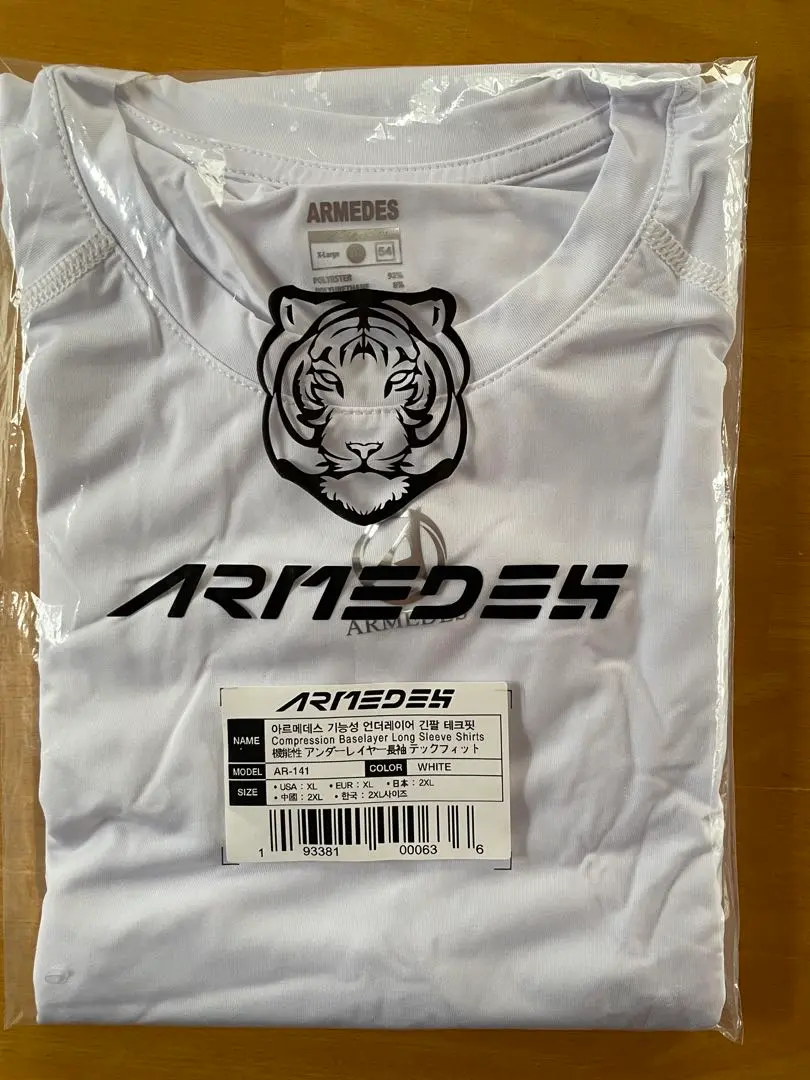 ARMEDES
X-Large 54
POLYESTER 92%
POLYURETHANE 8%
ARMEDES
ARMEDES
ARMEDES
NAME 아르메데스 기능성 언더레이어 긴팔 테크핏
Compression Baselayer Long Sleeve Shirts
機能性 アンダーレイヤー長袖 テックフィット
MODEL AR-141 COLOR WHITE
SIZE • USA : XL • EUR : XL • 日本 : 2XL
• 中國 : 2XL • 한국 : 2XL사이즈
1 93381 00063 6